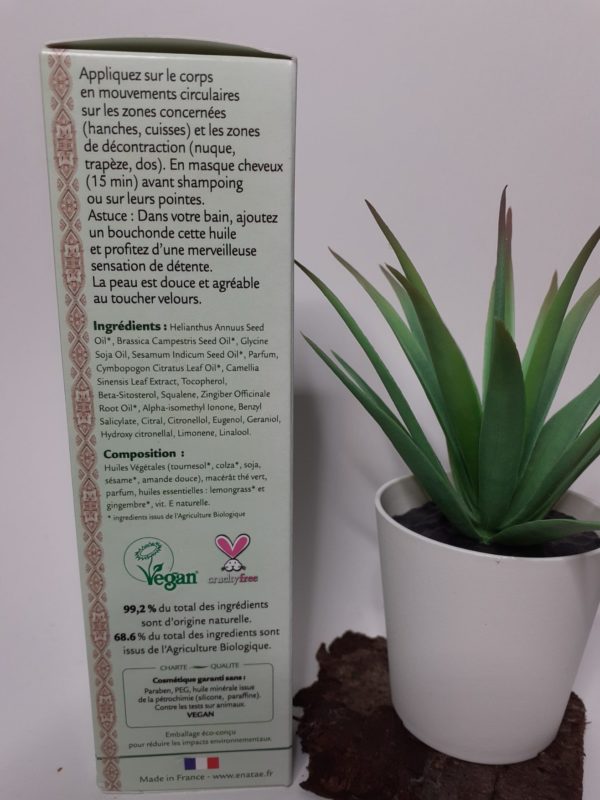 Appliquez sur le corps
en mouvements circulaires
sur les zones concernées
(hanches, cuisses) et les zones
de décontraction (nuque,
trapèze, dos). En masque cheveux
(15 min) avant shampoing
ou sur leurs pointes.
Astuce : Dans votre bain, ajoutez
un bouchonde cette huile
et profitez d'une merveilleuse
sensation de détente.
La peau est douce et agréable
au toucher velours.
Ingrédients : Helianthus Annuus Seed
Oil*, Brassica Campestris Seed Oil*, Glycine
Soja Oil, Sesamum Indicum Seed Oil*, Parfum,
Cymbopogon Citratus Leaf Oil*, Camellia
Sinensis Leaf Extract, Tocopherol,
Beta-Sitosterol, Squalene, Zingiber Officinale
Root Oil*, Alpha-isomethyl Ionone, Benzyl
Salicylate, Citral, Citronellol, Eugenol, Geraniol,
Hydroxy citronellal, Limonene, Linalool.
Composition :
Huiles Végétales (tournesol*, colza*, soja,
sésame*, amande douce), macérât thé vert,
parfum, huiles essentielles : lemongrass* et
gingembre*, vit. E naturelle.
* ingredients issus de l'Agriculture Biologique
Vegan
crueltyfree
99,2 % du total des ingrédients
sont d'origine naturelle.
68.6 % du total des ingredients sont
issus de l'Agriculture Biologique.
CHARTE QUALITE
Cosmétique garanti sans :
Paraben, PEG, huile minérale issue
de la pétrochimie (silicone, paraffine).
Contre les tests sur animaux.
VEGAN
Emballage éco-conçu
pour réduire les impacts environnementaux.
Made in France - www.enatae.fr